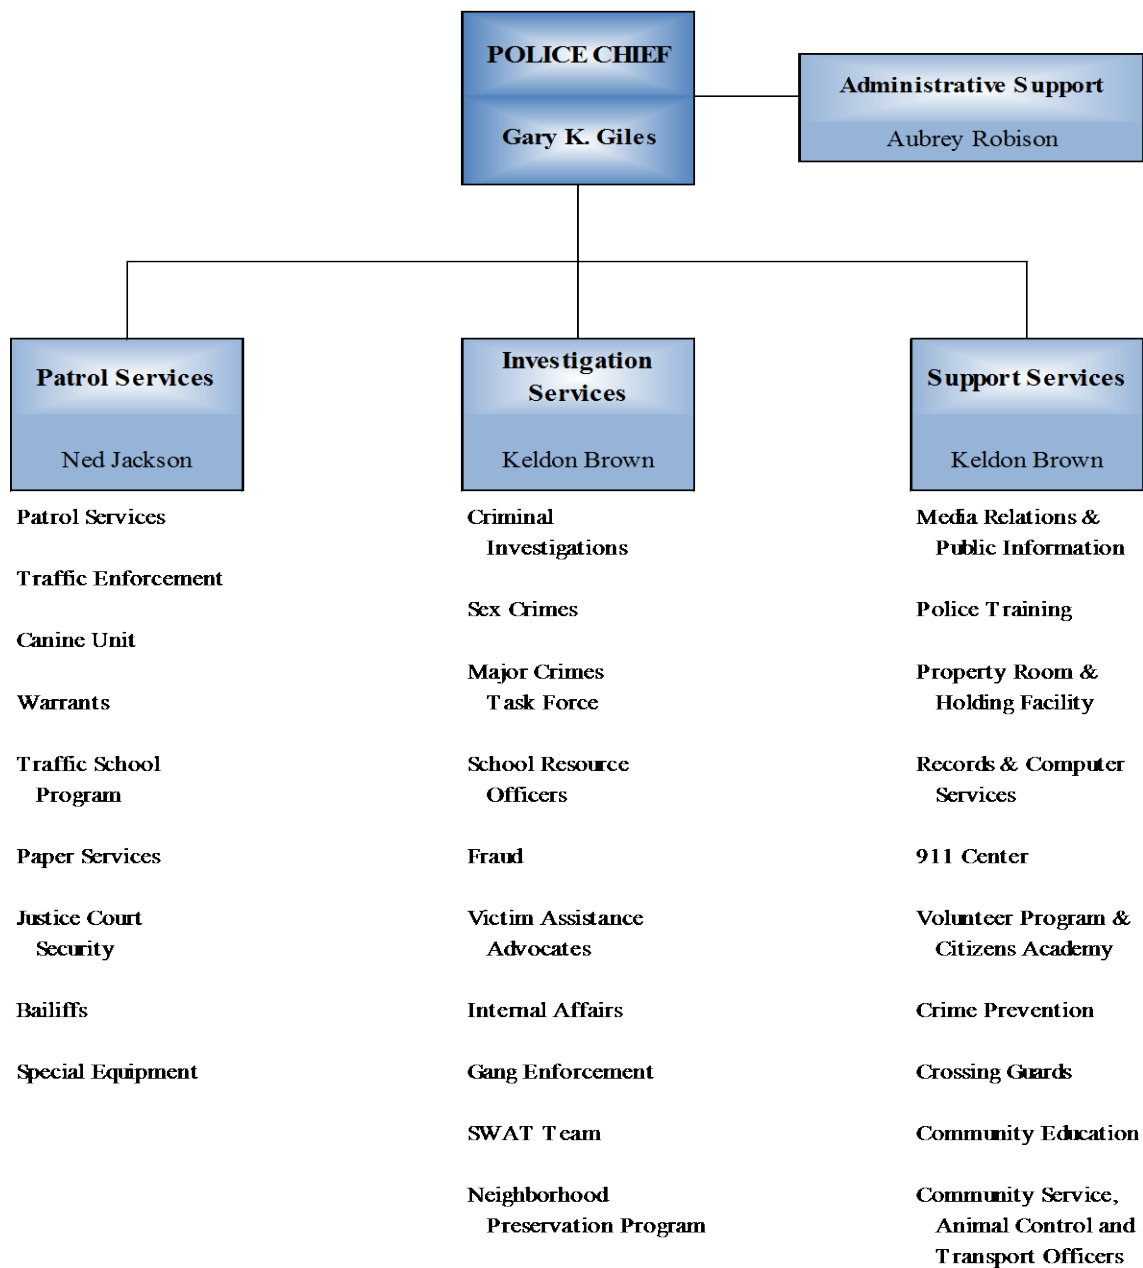 POLICE CHIEF
Gary K. Giles
Administrative Support
Aubrey Robison
Patrol Services
Ned Jackson
Patrol Services
Traffic Enforcement
Canine Unit
Warrants
Traffic School
Program
Paper Services
Justice Court
Security
Bailiffs
Special Equipment
Investigation
Services
Keldon Brown
Criminal
Investigations
Sex Crimes
Major Crimes
Task Force
School Resource
Officers
Fraud
Victim Assistance
Advocates
Internal Affairs
Gang Enforcement
SWAT Team
Neighborhood
Preservation Program
Support Services
Keldon Brown
Media Relations &
Public Information
Police Training
Property Room &
Holding Facility
Records & Computer
Services
911 Center
Volunteer Program &
Citizens Academy
Crime Prevention
Crossing Guards
Community Education
Community Service,
Animal Control and
Transport Officers